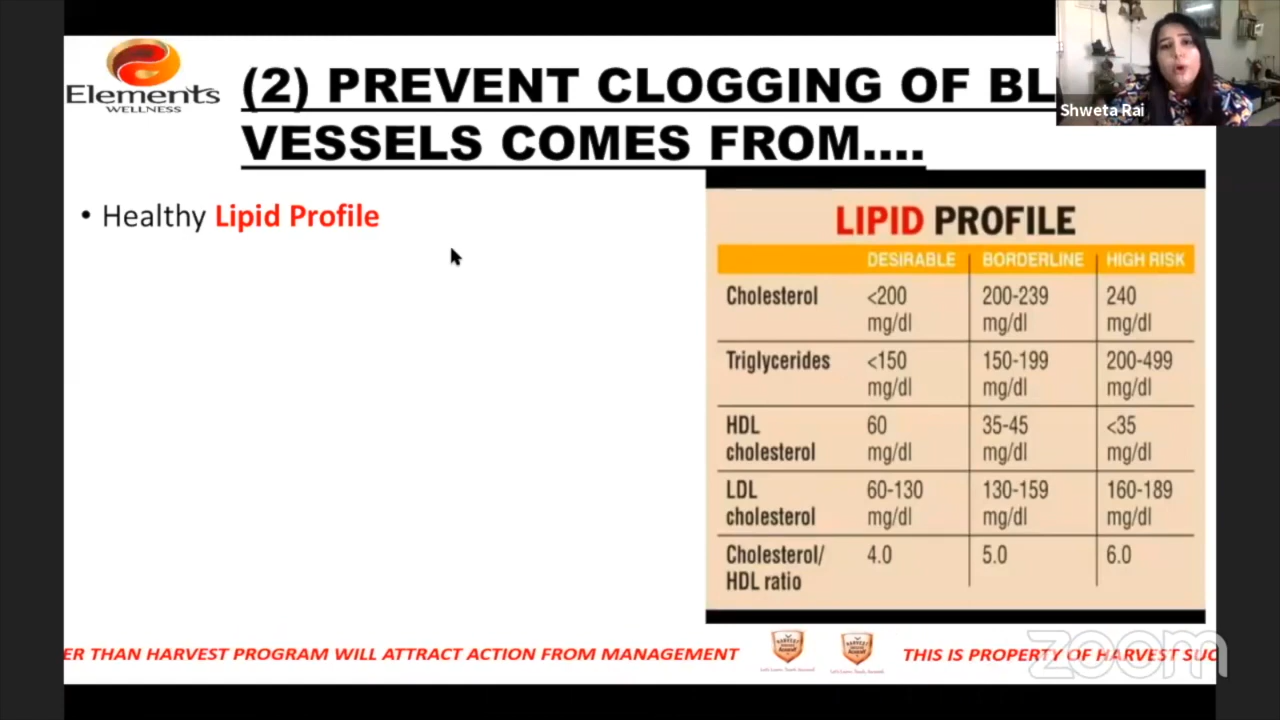 Elements
WELLNESS
(2) PREVENT CLOGGING OF BL
VESSELS COMES FROM....
Shweta Rai
• Healthy Lipid Profile
LIPID PROFILE
DESIRABLE BORDERLINE HIGH RISK
Cholesterol <200 200-239 240
mg/dl mg/dl mg/dl
Triglycerides <150 150-199 200-499
mg/dl mg/dl mg/dl
HDL 60 35-45 <35
cholesterol mg/dl mg/dl mg/dl
LDL 60-130 130-159 160-189
cholesterol mg/dl mg/dl mg/dl
Cholesterol/ 4.0 5.0 6.0
HDL ratio
ER THAN HARVEST PROGRAM WILL ATTRACT ACTION FROM MANAGEMENT THIS IS PROPERTY OF HARVEST SUC
zoom